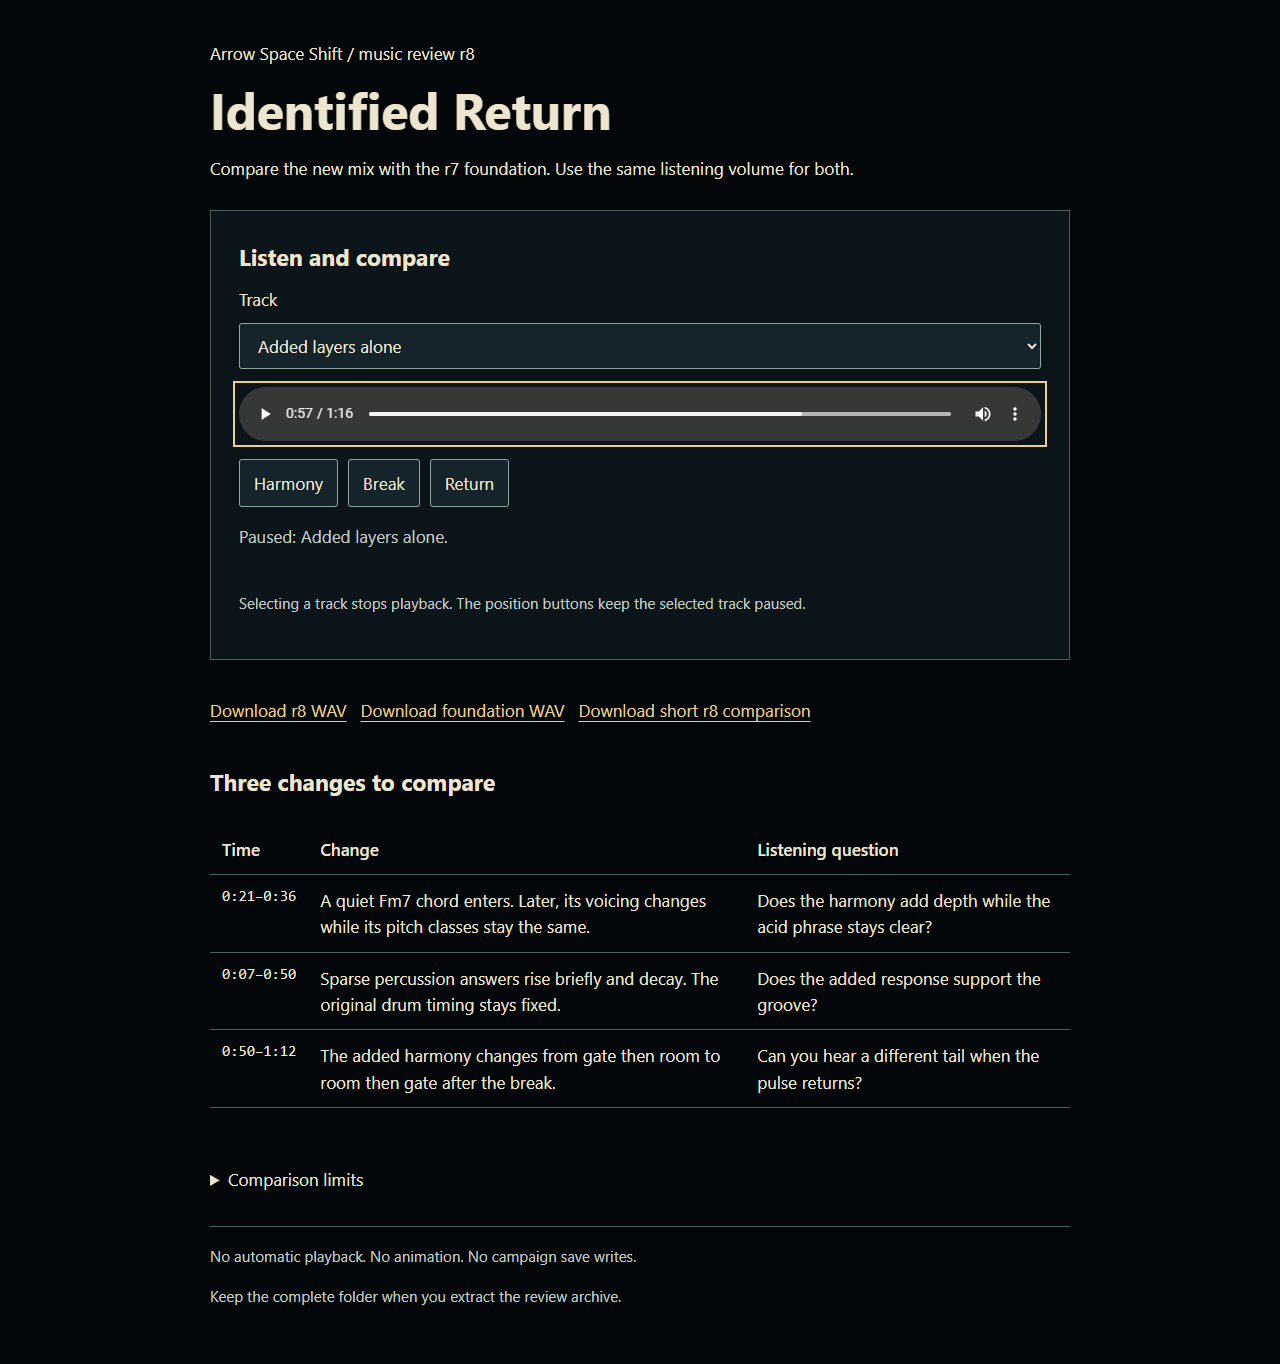 Arrow Space Shift / music review r8
Identified Return
Compare the new mix with the r7 foundation. Use the same listening volume for both.
Listen and compare
Track
Added layers alone
0:57 / 1:16
Harmony
Break
Return
Paused: Added layers alone.
Selecting a track stops playback. The position buttons keep the selected track paused.
Download r8 WAV Download foundation WAV Download short r8 comparison
Three changes to compare
Time Change Listening question
0:21–0:36 A quiet Fm7 chord enters. Later, its voicing changes while its pitch classes stay the same. Does the harmony add depth while the acid phrase stays clear?
0:07–0:50 Sparse percussion answers rise briefly and decay. The original drum timing stays fixed. Does the added response support the groove?
0:50–1:12 The added harmony changes from gate then room to room then gate after the break. Can you hear a different tail when the pulse returns?
Comparison limits
No automatic playback. No animation. No campaign save writes.
Keep the complete folder when you extract the review archive.